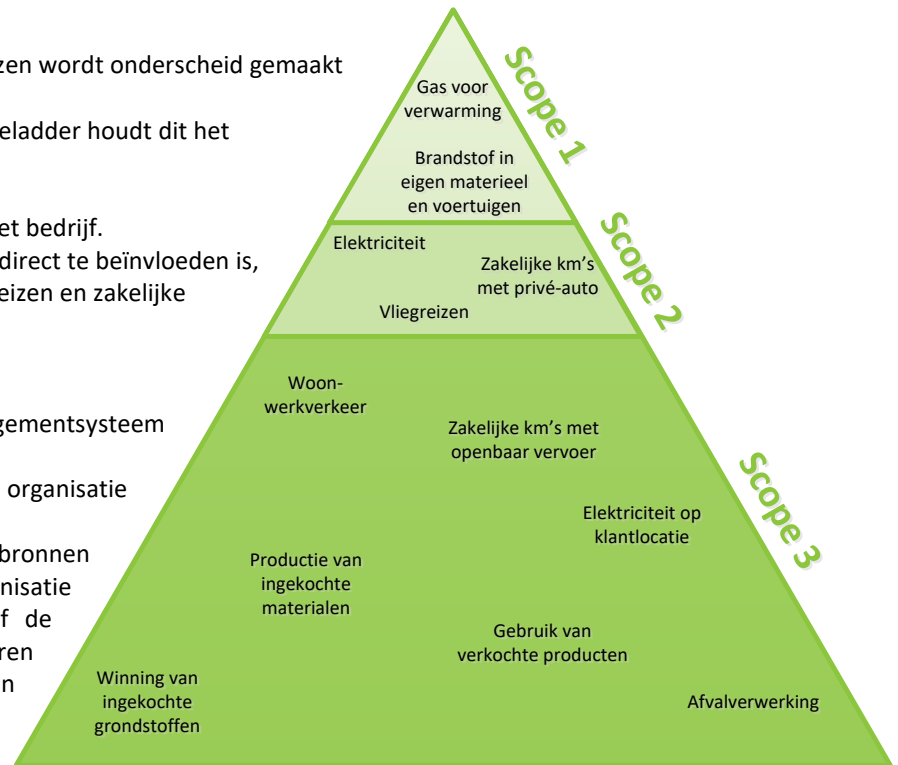 zen wordt onderscheid gemaakt
eladder houdt dit het
et bedrijf.
direct te beïnvloeden is,
eizen en zakelijke
gementsysteem
organisatie
bronnen
nisatie
f de
ren
n
Gas voor
verwarming
Brandstof in
eigen materieel
en voertuigen
Scope 1
Elektriciteit
Zakelijke km's
met privé-auto
Vliegreizen
Scope 2
Woon-
werkverkeer
Zakelijke km's met
openbaar vervoer
Elektriciteit op
klantlocatie
Productie van
ingekochte
materialen
Gebruik van
verkochte producten
Winning van
ingekochte
grondstoffen
Afvalverwerking
Scope 3